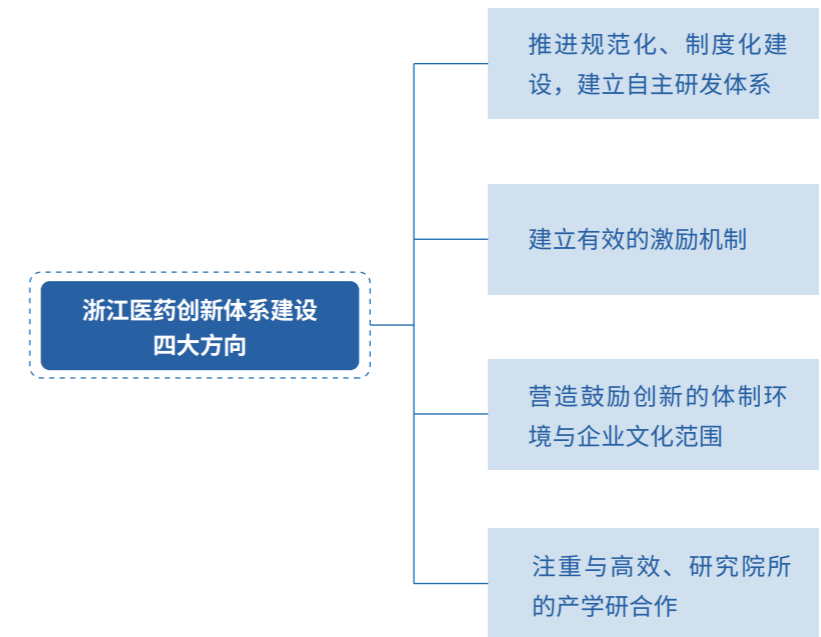 推进规范化、制度化建
设，建立自主研发体系
建立有效的激励机制
浙江医药创新体系建设
四大方向
营造鼓励创新的体制环
境与企业文化范围
注重与高效、研究院所
的产学研合作